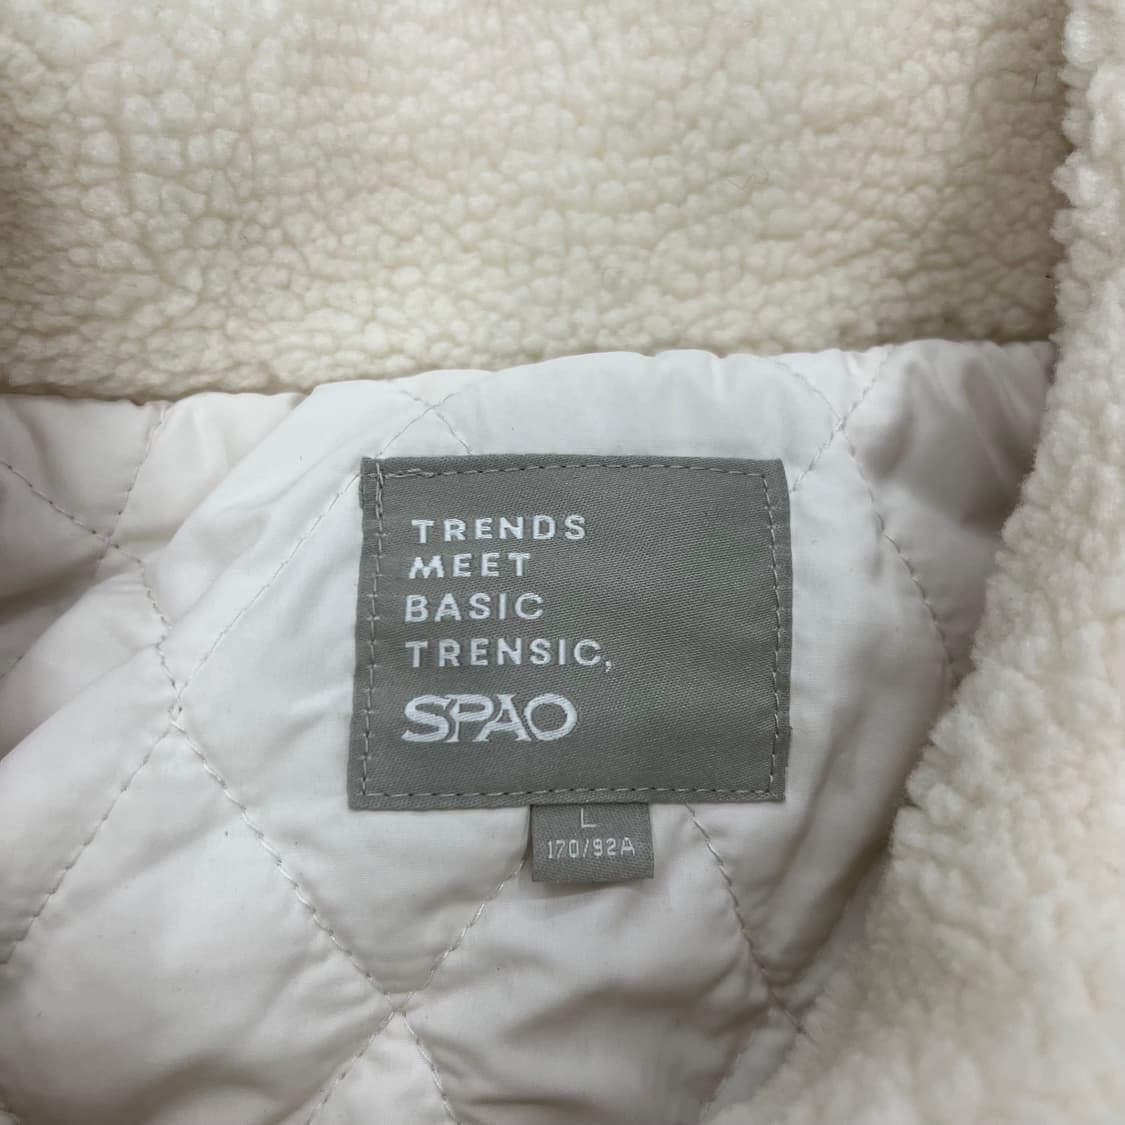 TRENDS
MEET
BASIC
TRENSIC,
SPAO
L
170/92A